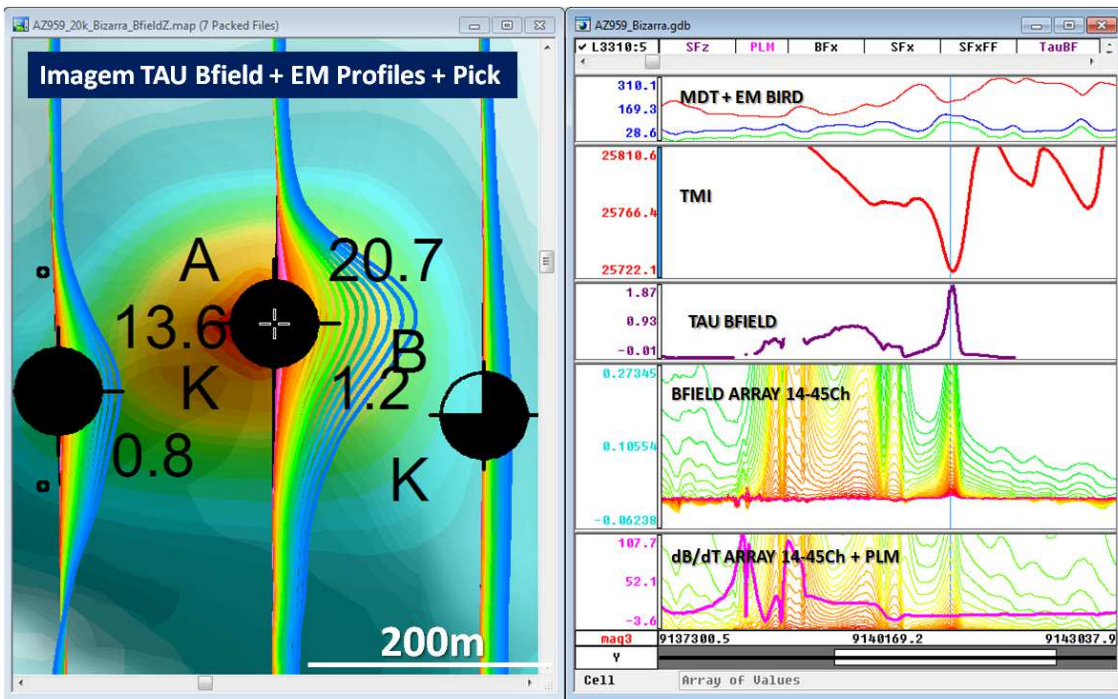 AZ959_20k_Bizarra_BfieldZ.map (7 Packed Files)
Imagem TAU Bfield + EM Profiles + Pick
A
20.7
13.6
B
K
1.2
0.8
K
200m
AZ959_Bizarra.gdb
L3310:5 SFz PLM BFx SFx SFxFF TauBF
310.1
169.3
28.6
MDT + EM BIRD
25810.6
25766.4
25722.1
TMI
1.87
0.93
-0.01
TAU BFIELD
0.27345
0.10554
-0.06238
BFIELD ARRAY 14-45Ch
107.7
52.1
-3.6
dB/dT ARRAY 14-45Ch + PLM
mag3 9137300.5 9140169.2 9143037.9
Y
Cell Array of Values